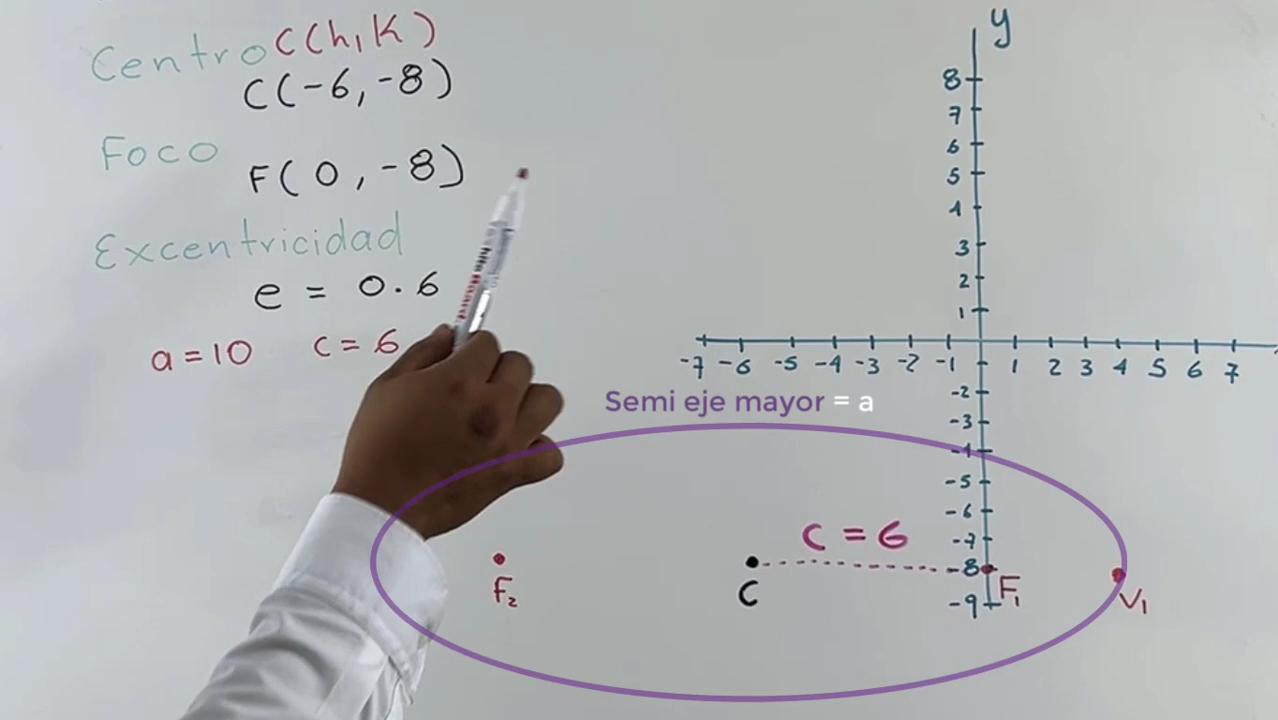 Centro C(h,K)
C(-6,-8)
Foco
F(0,-8)
Excentricidad
e = 0.6
a=10 c=6
y
8
7
6
5
4
3
2
1
-7 -6 -5 -4 -3 -2 -1 1 2 3 4 5 6 7
-2
Semi eje mayor = a
-3
-4
-5
-6
C = 6
-7
-8
F₂
C
F₁
-9
V₁